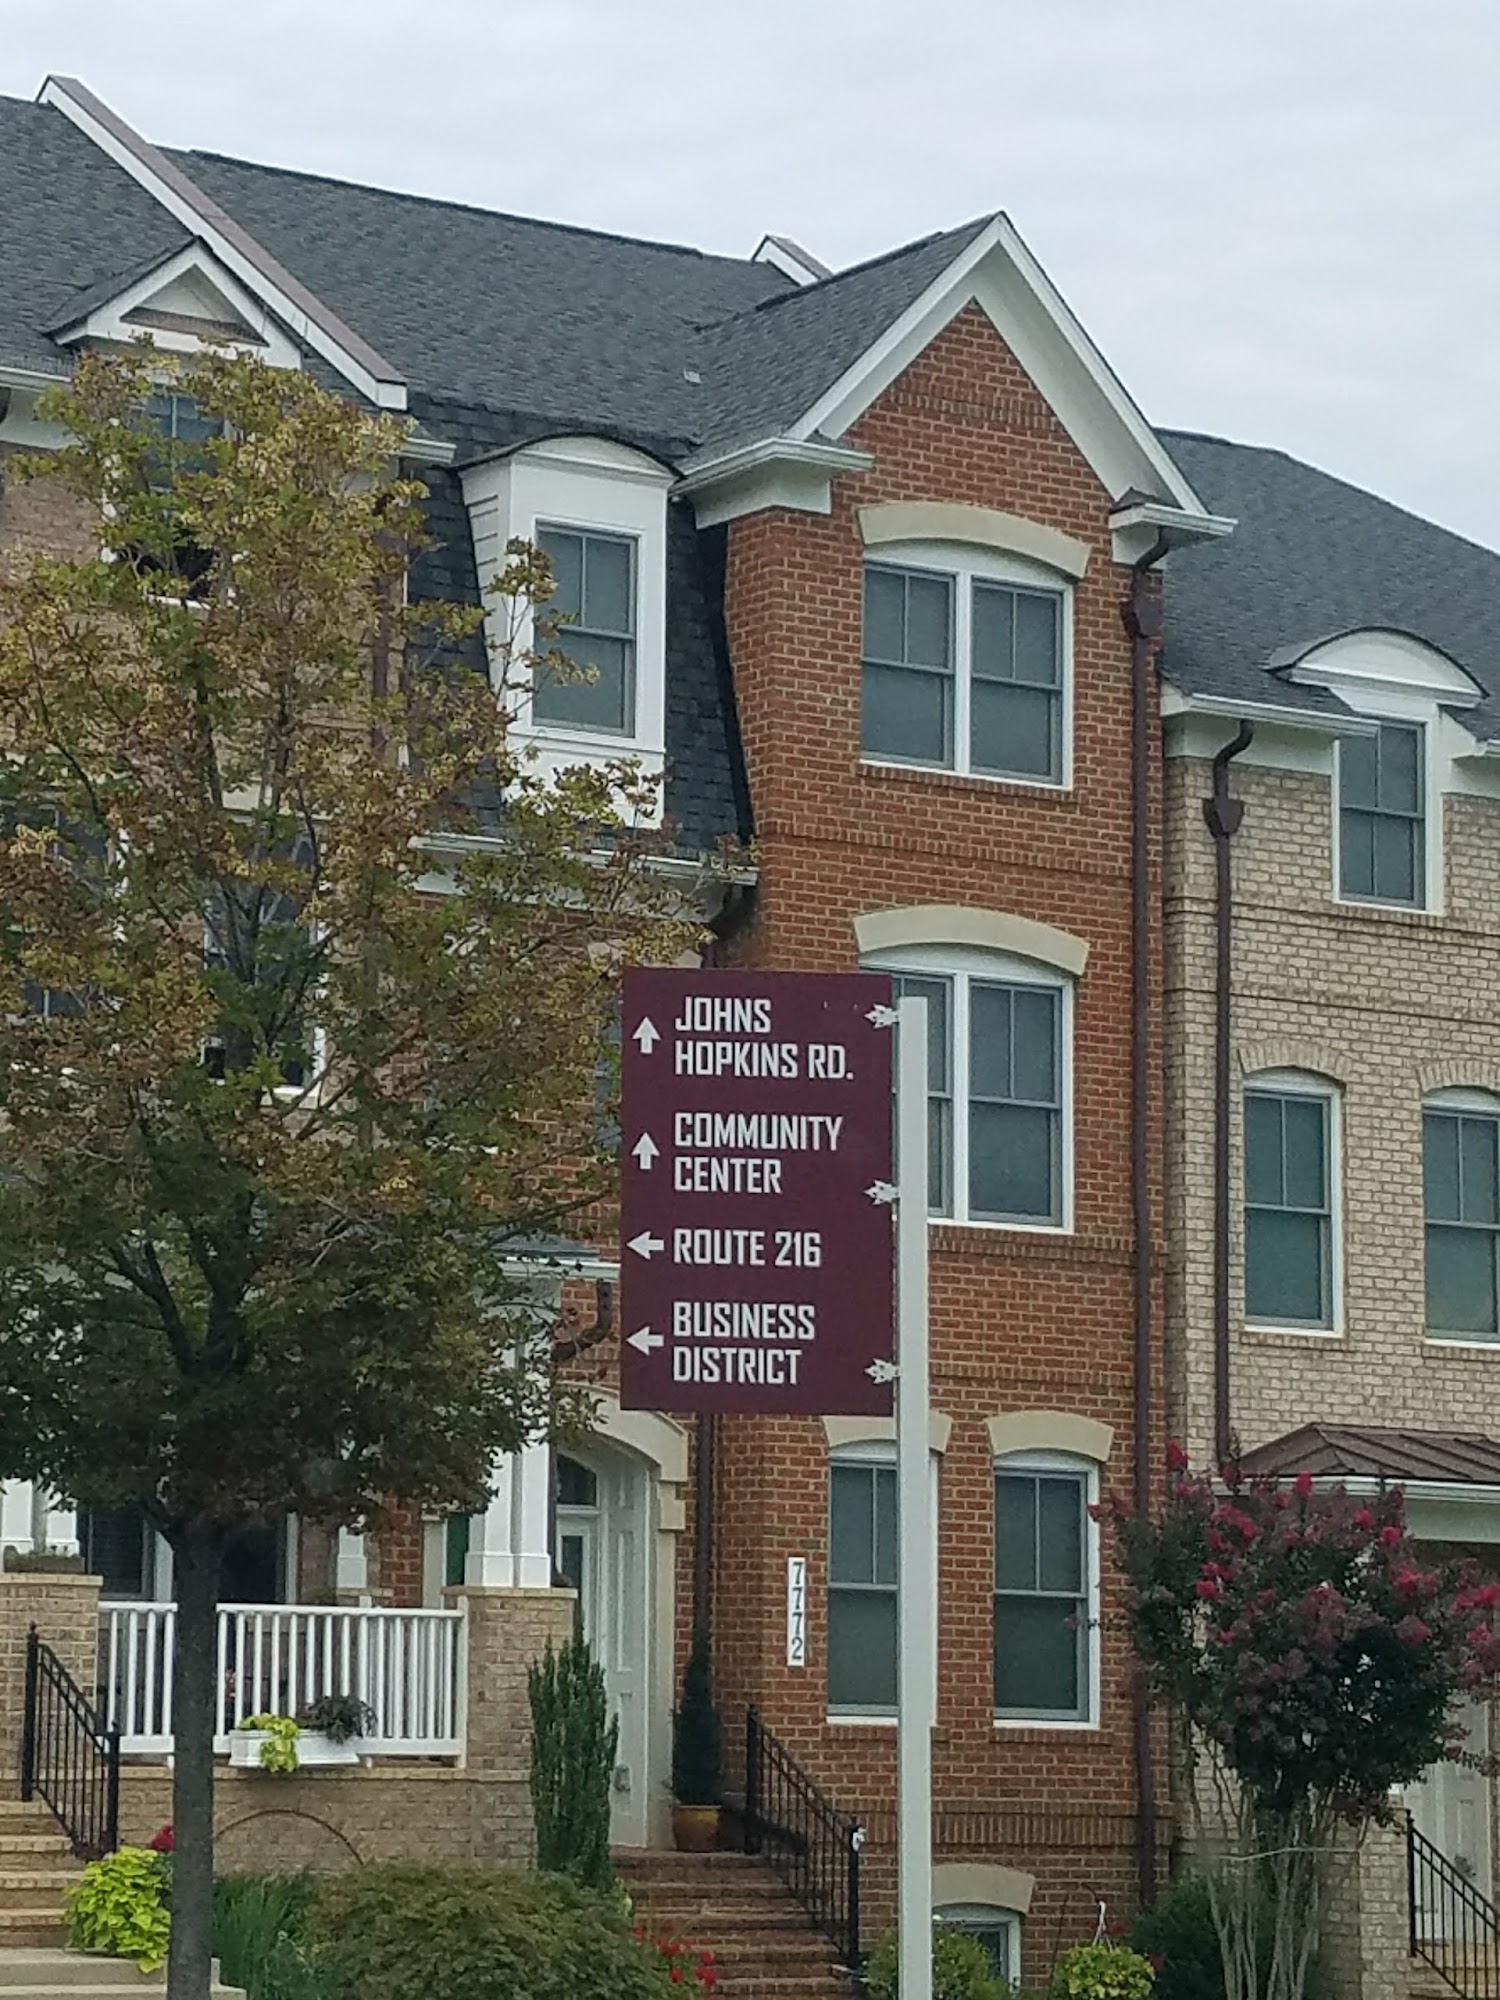 JOHNS
HOPKINS RD.
COMMUNITY
CENTER
ROUTE 216
BUSINESS
DISTRICT
7772